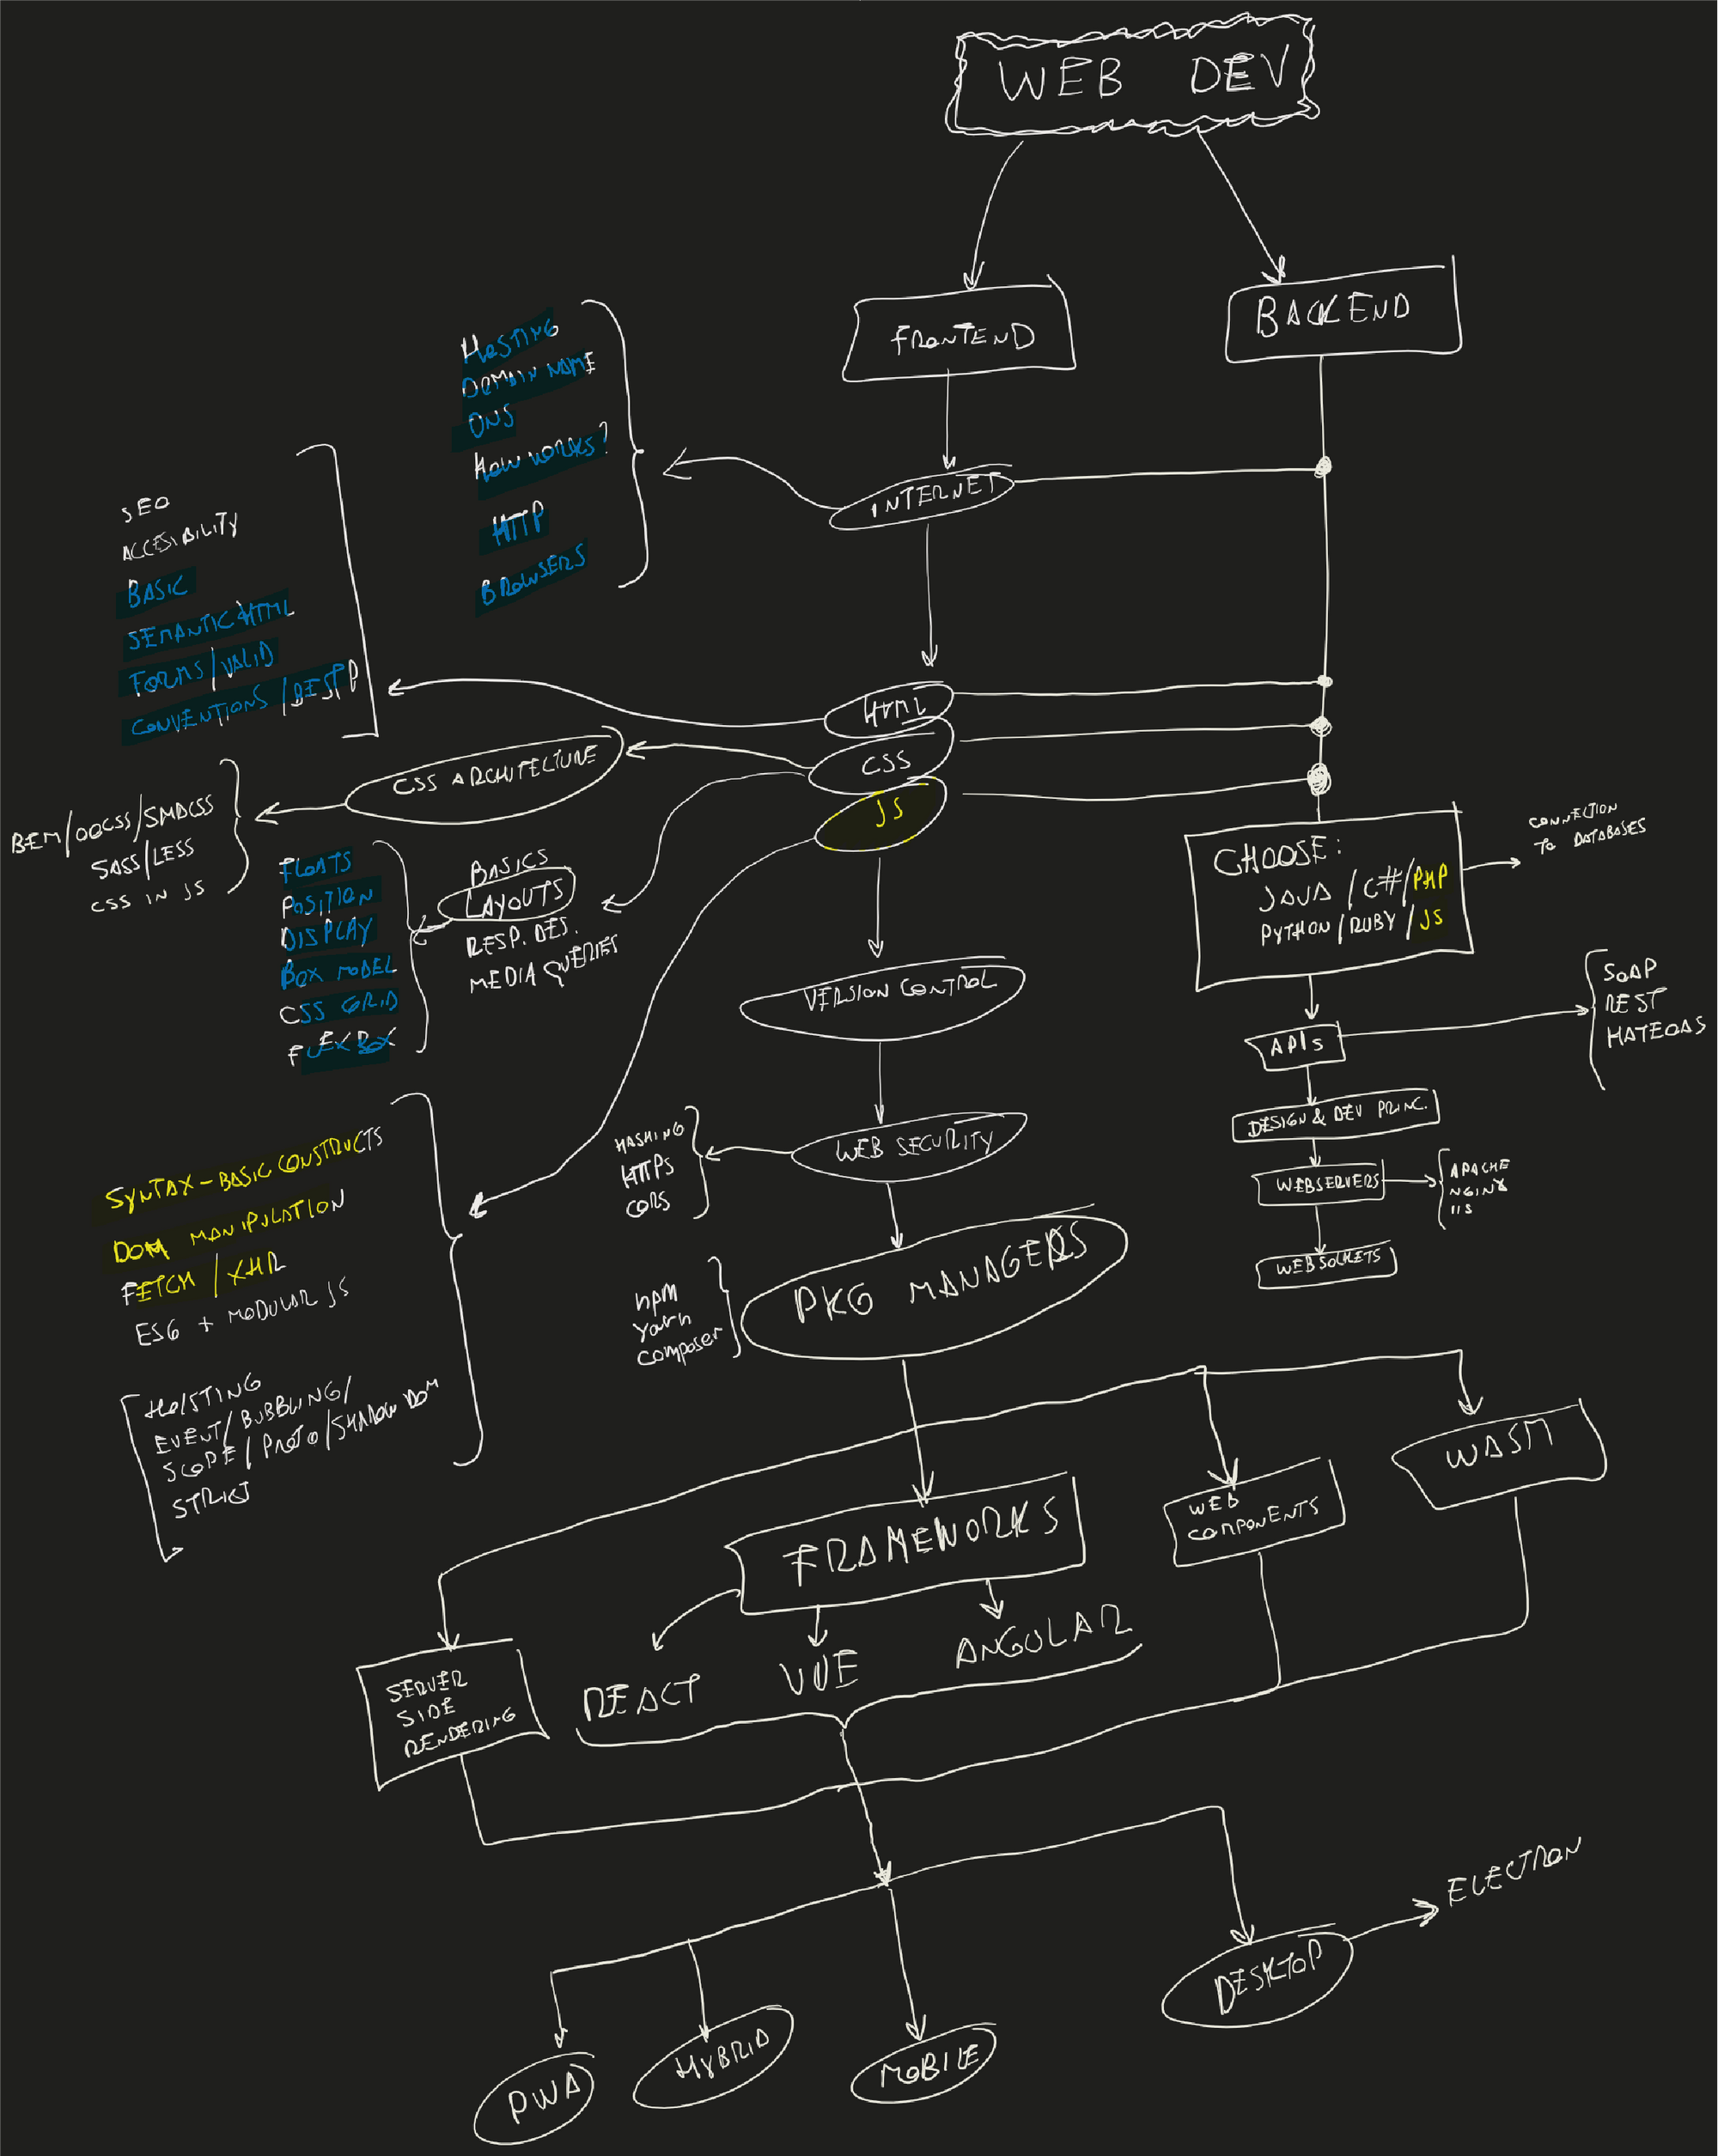 WEB DEV
FRONTEND
BACKEND
HOSTING
DOMAIN NAME
DNS
HOW WORKS?
HTTP
BROWSERS
INTERNET
SEO
ACCESIBILITY
BASIC
SEMANTIC HTML
FORMS/VALID
CONVENTIONS/BEST P
HTML
CSS
JS
CSS ARCHITECTURE
BEM/OOCSS/SMACSS
SASS/LESS
CSS IN JS
BASICS
LAYOUTS
RESP. DES.
MEDIA QUERIES
FLOATS
POSITION
DISPLAY
BOX MODEL
CSS GRID
FLEXBOX
CHOOSE:
JAVA / C# / PHP
PYTHON / RUBY / JS
CONNECTION
TO DATABASES
VERSION CONTROL
APIs
SOAP
REST
HATEOAS
DESIGN & DEV PRINC.
WEBSERVERS
APACHE
NGINX
IIS
WEBSOCKETS
WEB SECURITY
HASHING
HTTPS
CORS
SYNTAX - BASIC CONSTRUCTS
DOM MANIPULATION
FETCH / XHR
ES6 + MODULAR JS
HOISTING
EVENT/BUBBLING/
SCOPE/PROTO/SHADOW DOM
STRICT
PKG MANAGERS
npm
yarn
composer
FRAMEWORKS
WEB
COMPONENTS
WASM
REACT
VUE
ANGULAR
SERVER
SIDE
RENDERING
PWA
HYBRID
MOBILE
DESKTOP
ELECTRON